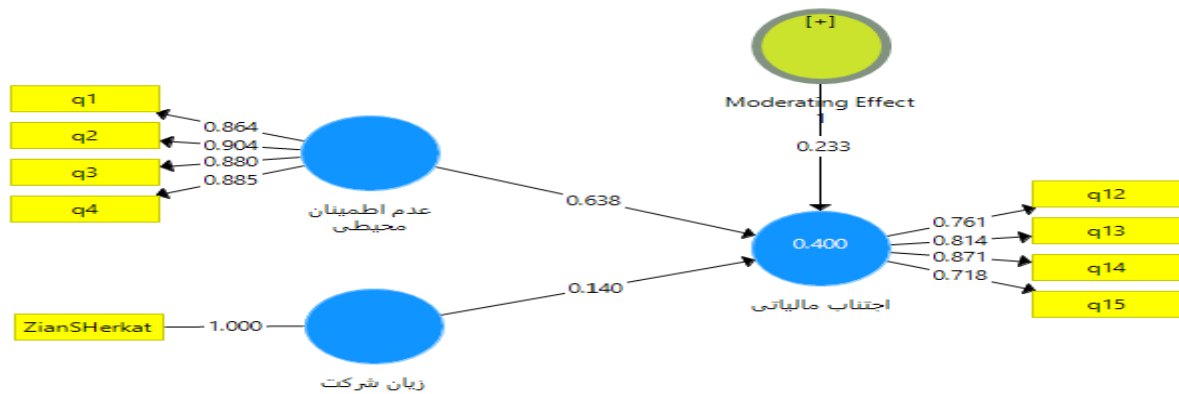 [+]
Moderating Effect
1
0.233
q1
q2
q3
q4
0.864
0.904
0.880
0.885
عدم اطمینان
محیطی
0.638
0.400
اجتناب مالیاتی
q12
q13
q14
q15
0.761
0.814
0.871
0.718
ZianSHerkat
1.000
زیان شرکت
0.140